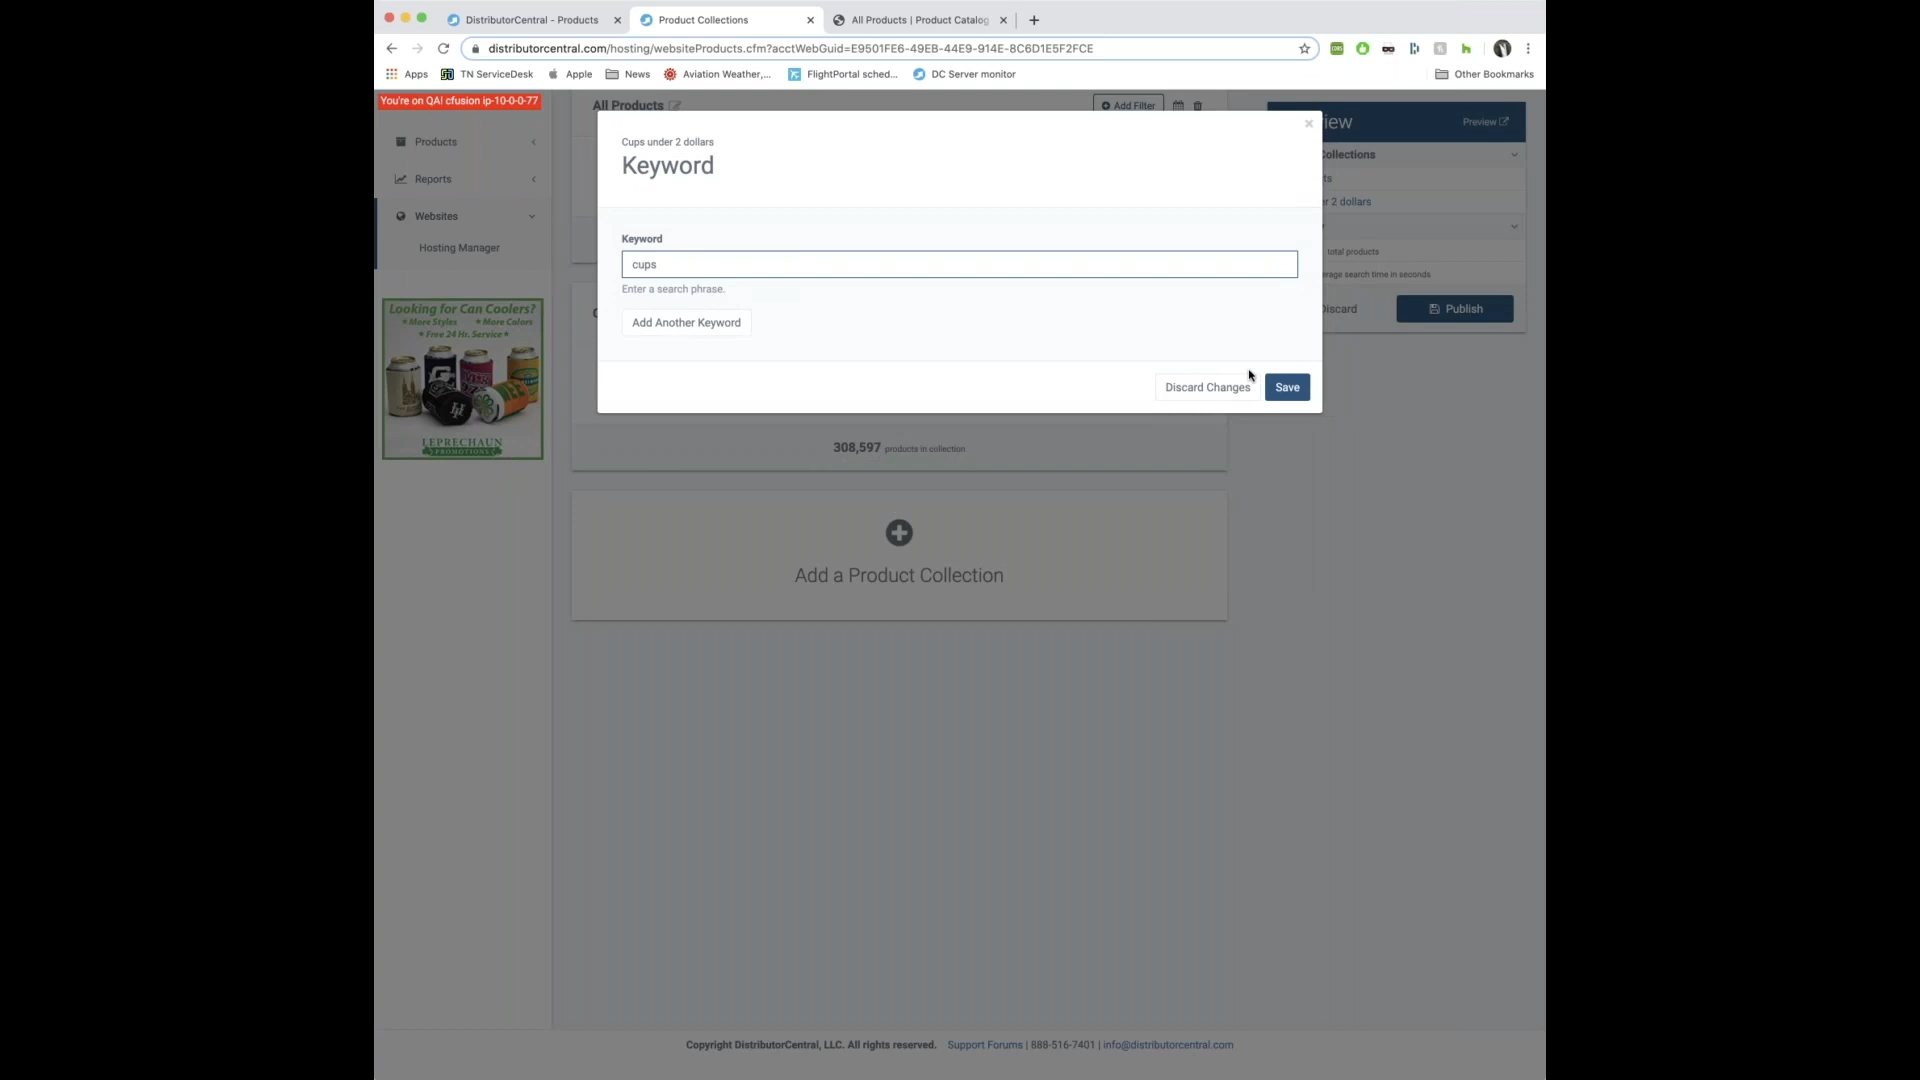 DistributorCentral - Products
Product Collections
All Products | Product Catalog
distributorcentral.com/hosting/websiteProducts.cfm?acctWebGuid=E9501FE6-49EB-44E9-914E-8C6D1E5F2FCE
Apps
TN ServiceDesk
Apple
News
Aviation Weather,...
FlightPortal sched...
DC Server monitor
Other Bookmarks
You're on QA! cfusion ip-10-0-0-77
All Products
Add Filter
Products
Reports
Websites
Hosting Manager
Looking for Can Coolers?
★ More Styles ★ More Colors
★ Free 24 Hr. Service ★
LEPRECHAUN
PROMOTIONS
Cups under 2 dollars
Keyword
Keyword
cups
Enter a search phrase.
Add Another Keyword
Discard Changes
Save
iew
Preview
Collections
ts
r 2 dollars
total products
erage search time in seconds
Discard
Publish
308,597 products in collection
Add a Product Collection
Copyright DistributorCentral, LLC. All rights reserved. Support Forums | 888-516-7401 | info@distributorcentral.com